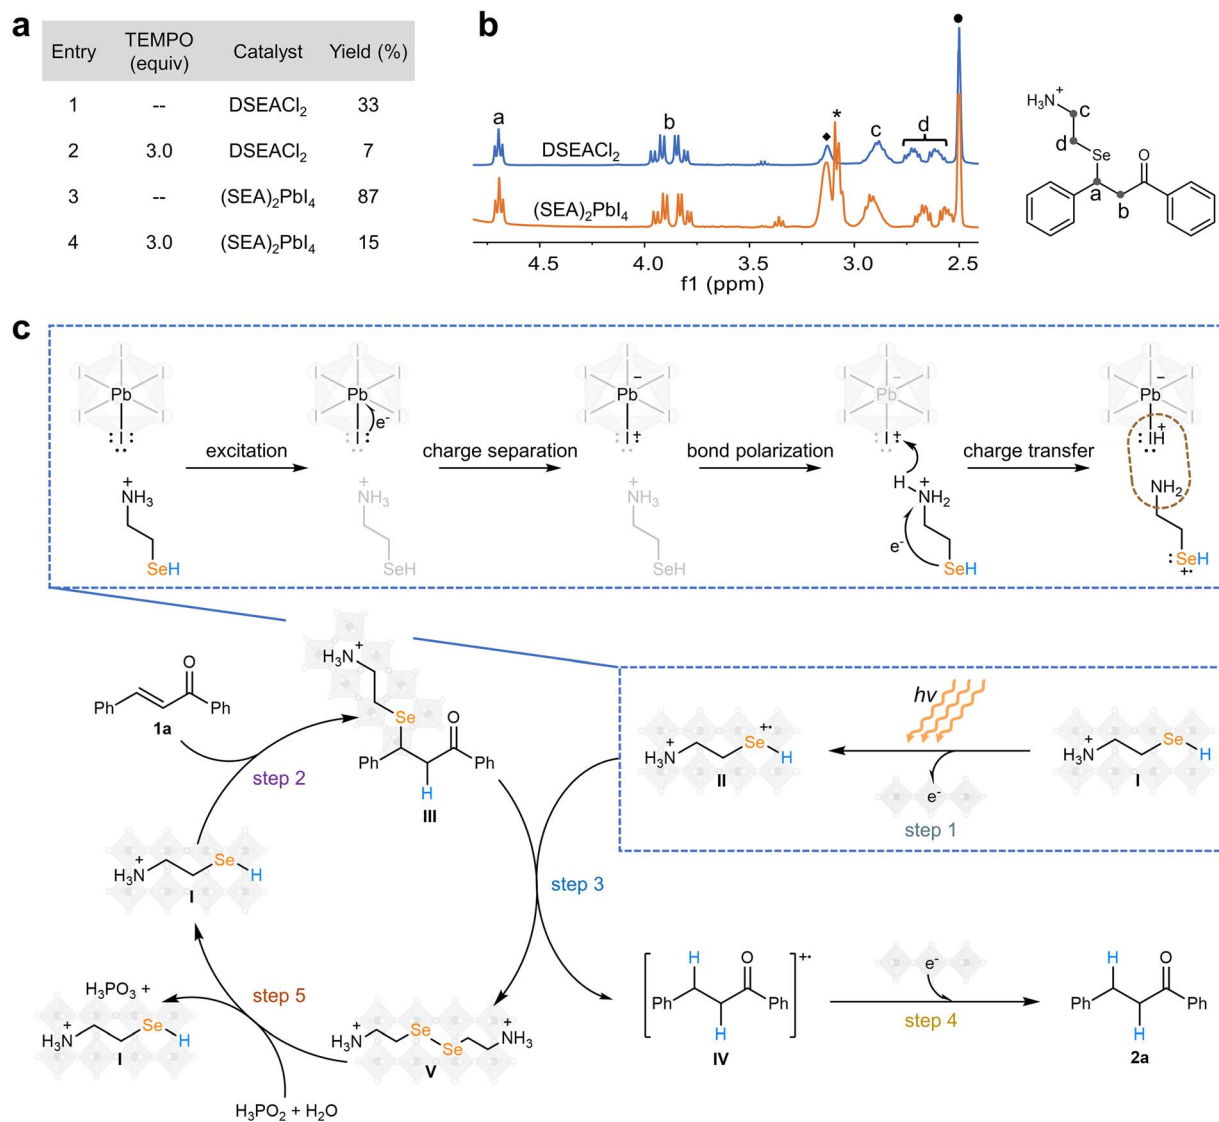 a
Entry TEMPO (equiv) Catalyst Yield (%)
1 -- DSEACl2 33
2 3.0 DSEACl2 7
3 -- (SEA)2PbI4 87
4 3.0 (SEA)2PbI4 15
b
a b ◆ * c d ●
DSEACl2
(SEA)2PbI4
4.5 4.0 3.5 3.0 2.5
f1 (ppm)
H3N+
c
d
Se
O
a
b
c
I I I Pb I I I
:I:
+
NH3
SeH
excitation
I I I Pb I I I
e-
:I:
+
NH3
SeH
charge separation
I I I Pb − I I I
:I+•
+
NH3
SeH
bond polarization
I I I Pb − I I I
:I+•
H
+
NH2
e-
SeH
charge transfer
I I I Pb − I I I
:IH+
NH2
:SeH
+•
O
Ph Ph
1a
step 2
H3N+
Se
O
Ph Ph
H
III
hν
H3N+ Se+• H
II
e-
step 1
H3N+ Se H
I
H3N+ Se H
I
step 3
H3PO3 +
H3N+ Se H
I
step 5
H3PO2 + H2O
H3N+ Se Se NH3+
V
H O +•
Ph Ph
H
IV
e-
step 4
H O
Ph Ph
H
2a